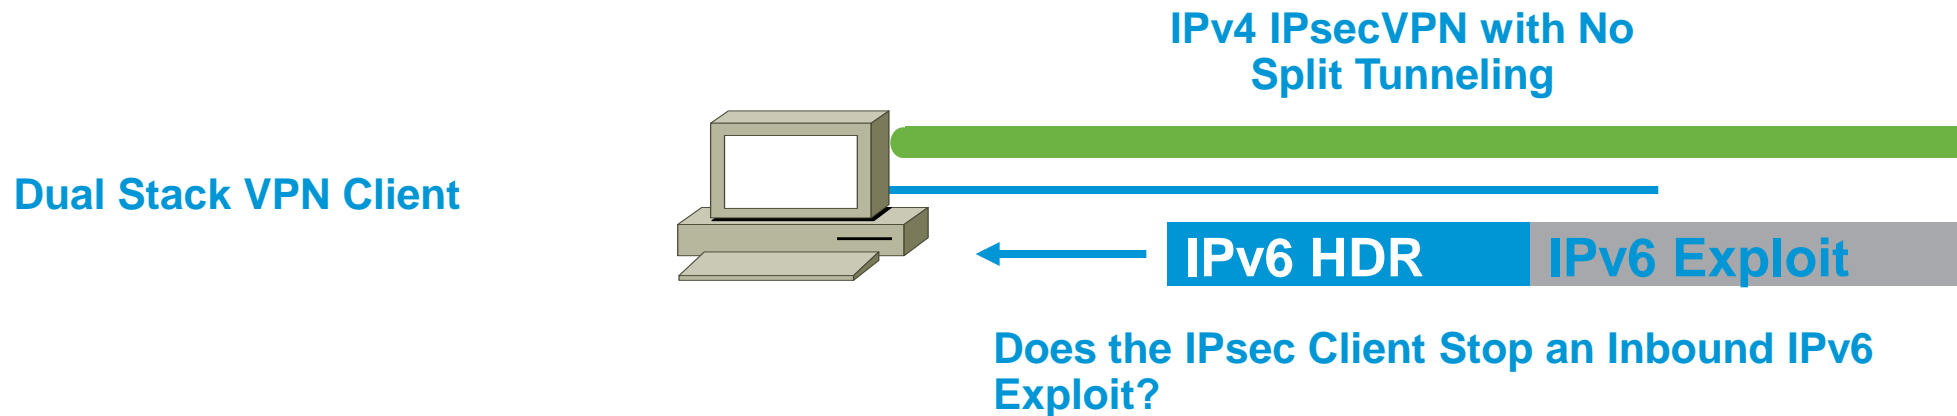 IPv4 IPsecVPN with No
Split Tunneling
Dual Stack VPN Client
IPv6 HDR IPv6 Exploit
Does the IPsec Client Stop an Inbound IPv6
Exploit?